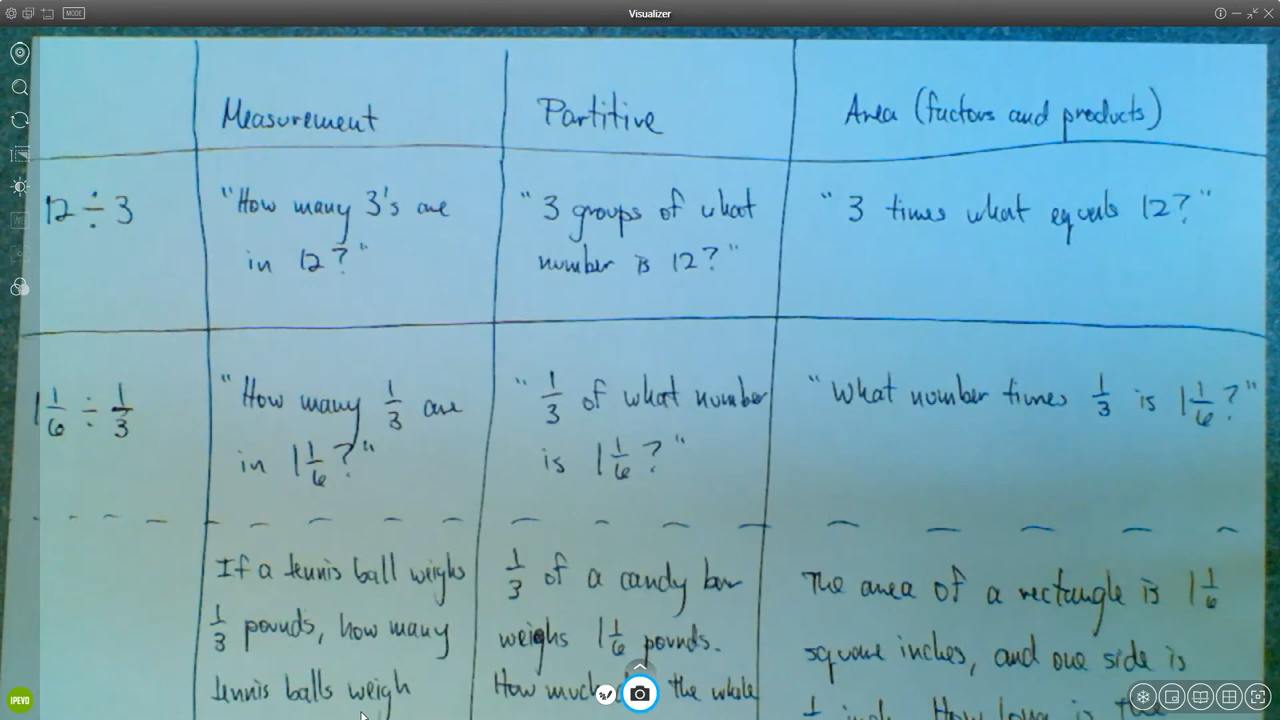 MODE
Visualizer
Measurement
Partitive
Area (factors and products)
12 ÷ 3
"How many 3's are
in 12?"
"3 groups of what
number is 12?"
"3 times what equals 12?"
1 1/6 ÷ 1/3
"How many 1/3 are
in 1 1/6?"
"1/3 of what number
is 1 1/6?"
"What number times 1/3 is 1 1/6?"
If a tennis ball weighs
1/3 pounds, how many
tennis balls weigh
1/3 of a candy bar
weighs 1 1/6 pounds.
How much the whole
The area of a rectangle is 1 1/6
square inches, and one side is
inch. How long is the
IPEVO